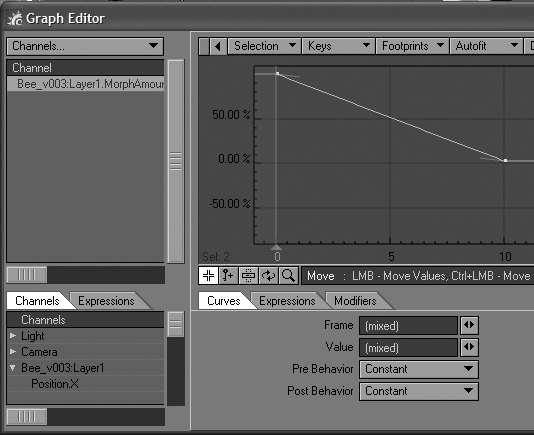 Graph Editor
Channels...
Selection Keys Footprints Autofit
Channel
Bee_v003:Layer1.MorphAmour
50.00 %
0.00 %
-50.00 %
Sel: 2 0 5 10
Move : LMB - Move Values, Ctrl+LMB - Move
Channels Expressions
Curves Expressions Modifiers
Channels
Light
Camera
Bee_v003:Layer1
Position.X
Frame (mixed)
Value (mixed)
Pre Behavior Constant
Post Behavior Constant